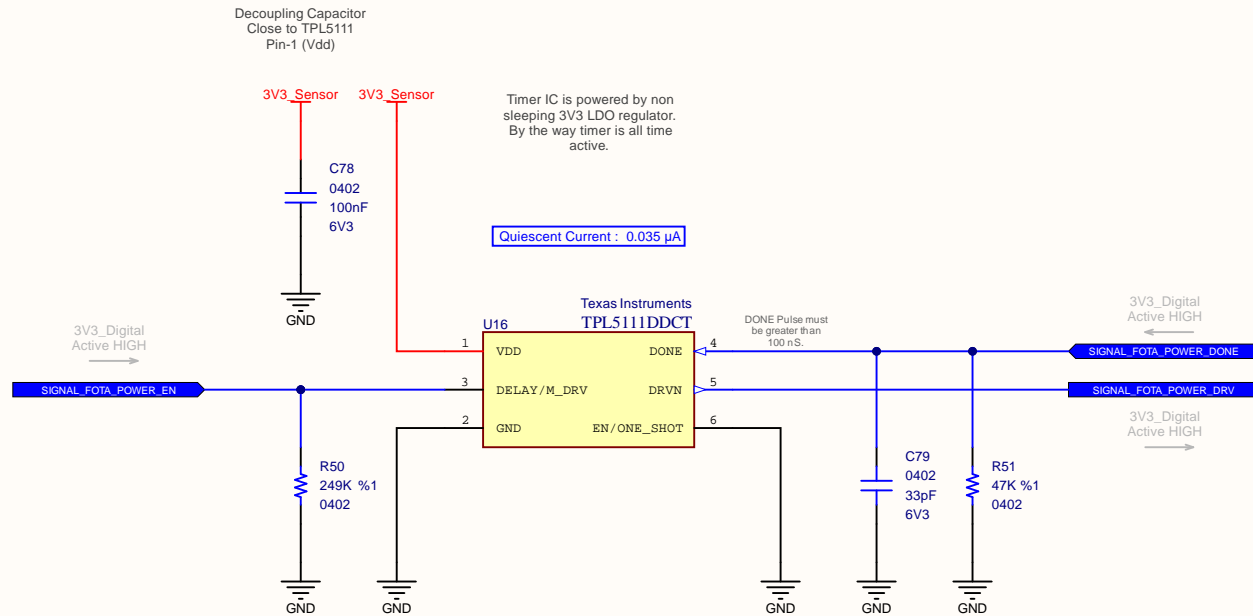 Decoupling Capacitor
Close to TPL5111
Pin-1 (Vdd)
3V3_Sensor
3V3_Sensor
Timer IC is powered by non
sleeping 3V3 LDO regulator.
By the way timer is all time
active.
C78
0402
100nF
6V3
GND
Quiescent Current : 0.035 µA
Texas Instruments
TPL5111DDCT
U16
DONE Pulse must
be greater than
100 nS.
3V3_Digital
Active HIGH
3V3_Digital
Active HIGH
1
VDD
DONE
4
SIGNAL_FOTA_POWER_DONE
SIGNAL_FOTA_POWER_EN
3
DELAY/M_DRV
DRVN
5
SIGNAL_FOTA_POWER_DRV
2
GND
EN/ONE_SHOT
6
3V3_Digital
Active HIGH
R50
249K %1
0402
C79
0402
33pF
6V3
R51
47K %1
0402
GND
GND
GND
GND
GND